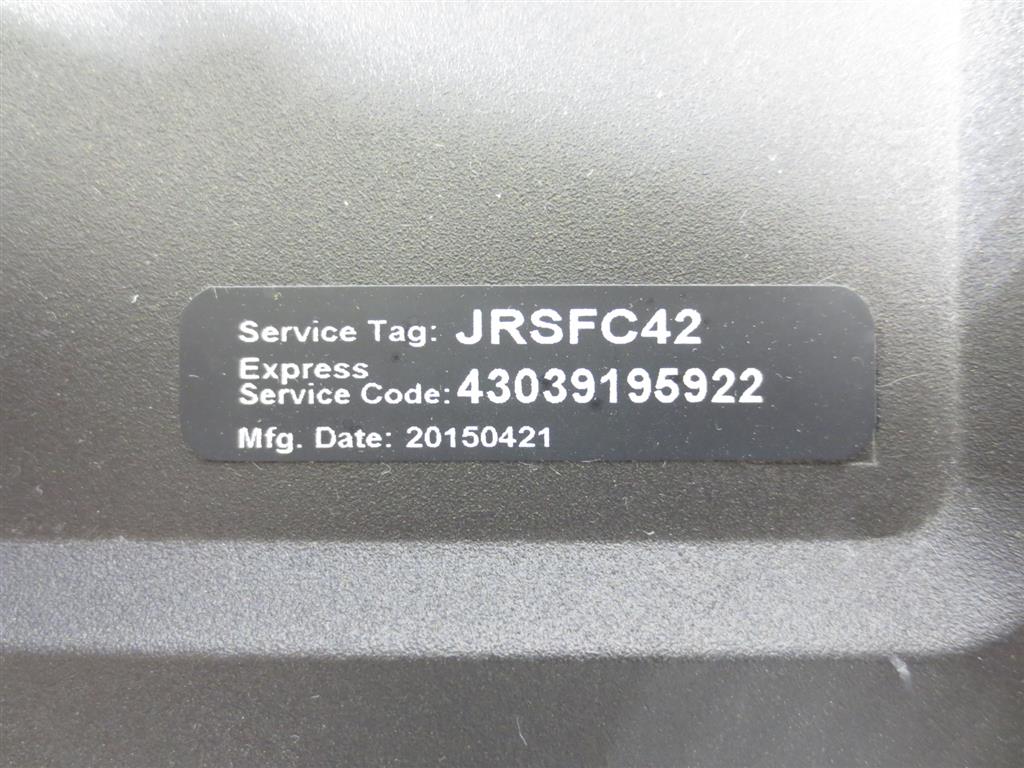 Service Tag: JRSFC42
Express
Service Code: 43039195922
Mfg. Date: 20150421